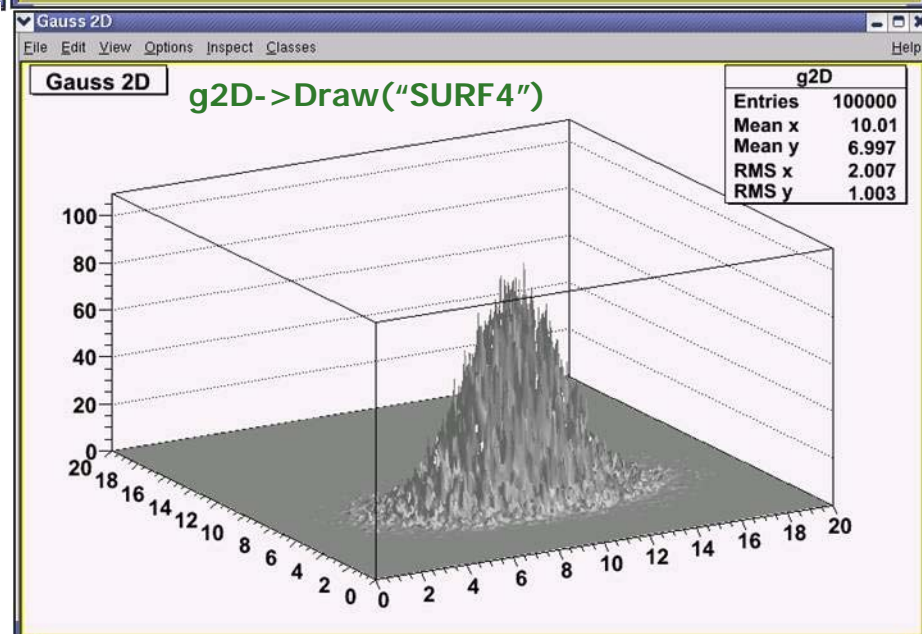 Gauss 2D
File Edit View Options Inspect Classes Help
Gauss 2D
g2D->Draw(“SURF4”)
g2D
Entries 100000
Mean x 10.01
Mean y 6.997
RMS x 2.007
RMS y 1.003
100
80
60
40
20
0
20 18 16 14 12 10 8 6 4 2 0
0 2 4 6 8 10 12 14 16 18 20